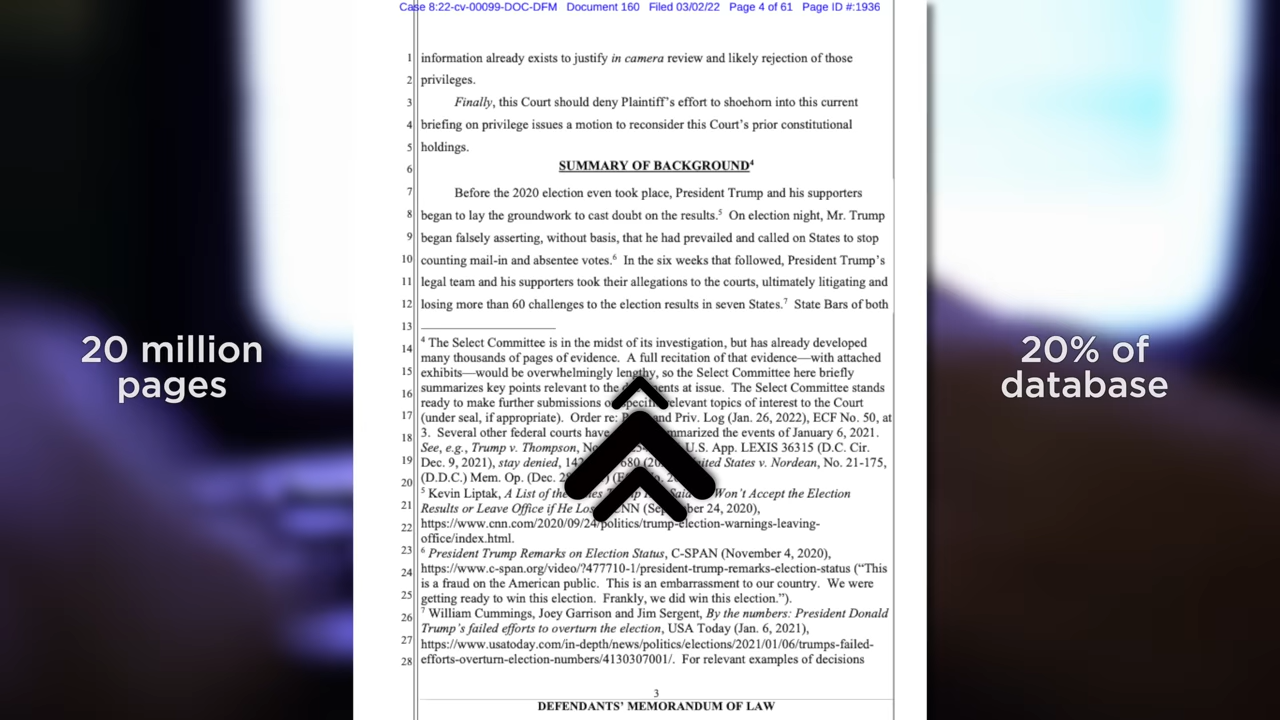 Case 8:22-cv-00099-DOC-DFM Document 160 Filed 03/02/22 Page 4 of 61 Page ID #:1936
1 information already exists to justify in camera review and likely rejection of those
2 privileges.
3 Finally, this Court should deny Plaintiff's effort to shoehorn into this current
4 briefing on privilege issues a motion to reconsider this Court's prior constitutional
5 holdings.
6 SUMMARY OF BACKGROUND4
7 Before the 2020 election even took place, President Trump and his supporters
8 began to lay the groundwork to cast doubt on the results.5 On election night, Mr. Trump
9 began falsely asserting, without basis, that he had prevailed and called on States to stop
10 counting mail-in and absentee votes.6 In the six weeks that followed, President Trump's
11 legal team and his supporters took their allegations to the courts, ultimately litigating and
12 losing more than 60 challenges to the election results in seven States.7 State Bars of both
13
4 The Select Committee is in the midst of its investigation, but has already developed
14 many thousands of pages of evidence. A full recitation of that evidence—with attached
15 exhibits—would be overwhelmingly lengthy, so the Select Committee here briefly
16 summarizes key points relevant to the at issue. The Select Committee stands
ready to make further submissions relevant topics of interest to the Court
17 (under seal, if appropriate). Order re: and Priv. Log (Jan. 26, 2022), ECF No. 50, at
18 3. Several other federal courts have the events of January 6, 2021.
See, e.g., Trump v. Thompson, U.S. App. LEXIS 36315 (D.C. Cir.
19 Dec. 9, 2021), stay denied, 680 States v. Nordean, No. 21-175,
20 (D.D.C.) Mem. Op. (Dec.
5 Kevin Liptak, A List of the Won't Accept the Election
21 Results or Leave Office if He CNN 24, 2020),
22 https://www.cnn.com/2020/09/24/politics/trump-election-warnings-leaving-
office/index.html.
23 6 President Trump Remarks on Election Status, C-SPAN (November 4, 2020),
24 https://www.c-span.org/video/?477710-1/president-trump-remarks-election-status ("This
is a fraud on the American public. This is an embarrassment to our country. We were
25 getting ready to win this election. Frankly, we did win this election.").
26 7 William Cummings, Joey Garrison and Jim Sergent, By the numbers: President Donald
Trump's failed efforts to overturn the election, USA Today (Jan. 6, 2021),
27 https://www.usatoday.com/in-depth/news/politics/elections/2021/01/06/trumps-failed-
28 efforts-overturn-election-numbers/4130307001/. For relevant examples of decisions
3
DEFENDANTS' MEMORANDUM OF LAW
20 million
pages
20% of
database